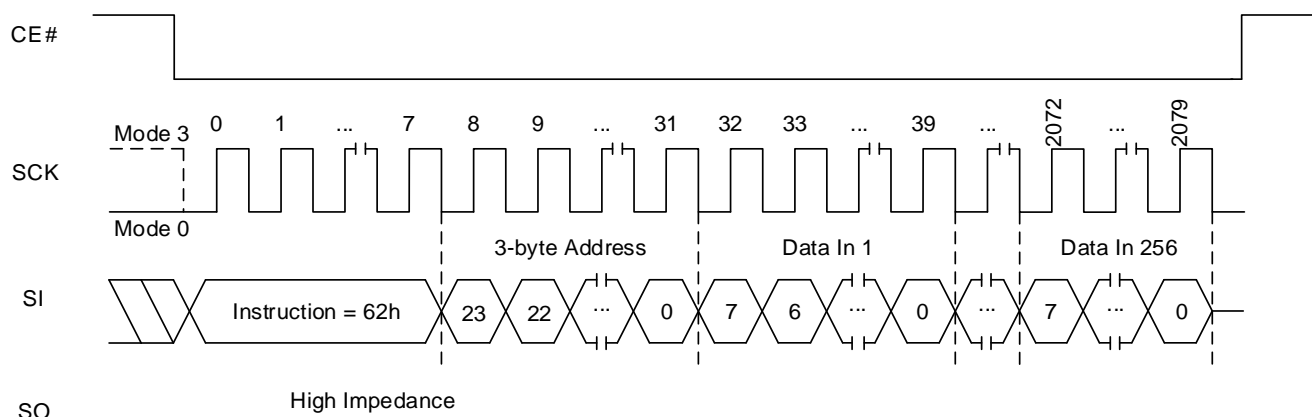 CE#
Mode 3
0 1 ... 7 8 9 ... 31 32 33 ... 39 ... 2072 ... 2079
SCK
Mode 0
3-byte Address Data In 1 Data In 256
SI
Instruction = 62h 23 22 ... 0 7 6 ... 0 ... 7 ... 0
High Impedance
SO